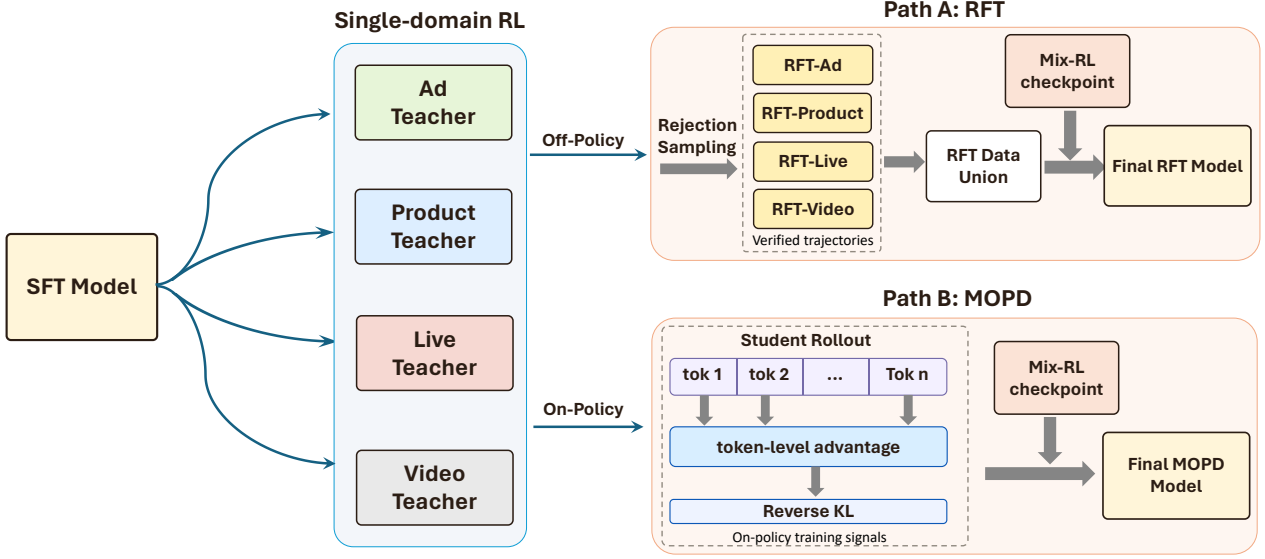 SFT Model
Single-domain RL
Ad
Teacher
Product
Teacher
Live
Teacher
Video
Teacher
Off-Policy
On-Policy
Path A: RFT
Rejection
Sampling
RFT-Ad
RFT-Product
RFT-Live
RFT-Video
Verified trajectories
RFT Data
Union
Mix-RL
checkpoint
Final RFT Model
Path B: MOPD
Student Rollout
tok 1
tok 2
...
Tok n
token-level advantage
Reverse KL
On-policy training signals
Mix-RL
checkpoint
Final MOPD
Model